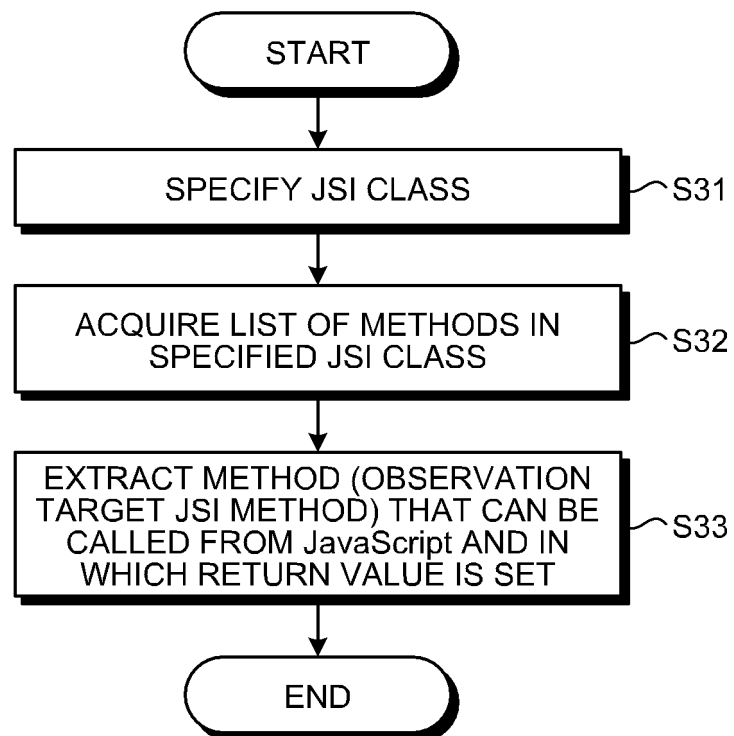 START
SPECIFY JSI CLASS
S31
ACQUIRE LIST OF METHODS IN
SPECIFIED JSI CLASS
S32
EXTRACT METHOD (OBSERVATION
TARGET JSI METHOD) THAT CAN BE
CALLED FROM JavaScript AND IN
WHICH RETURN VALUE IS SET
S33
END